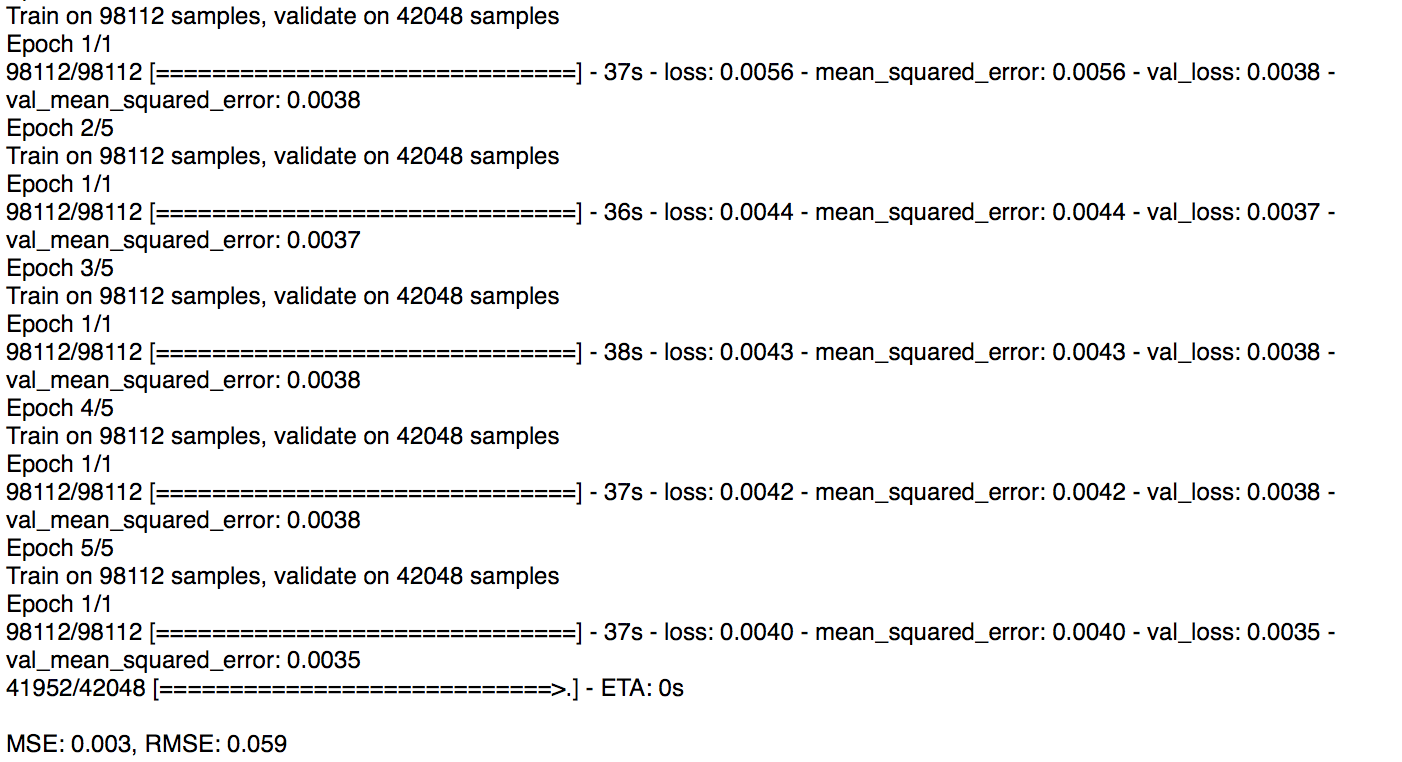 Train on 98112 samples, validate on 42048 samples
Epoch 1/1
98112/98112 [==============================] - 37s - loss: 0.0056 - mean_squared_error: 0.0056 - val_loss: 0.0038 -
val_mean_squared_error: 0.0038
Epoch 2/5
Train on 98112 samples, validate on 42048 samples
Epoch 1/1
98112/98112 [==============================] - 36s - loss: 0.0044 - mean_squared_error: 0.0044 - val_loss: 0.0037 -
val_mean_squared_error: 0.0037
Epoch 3/5
Train on 98112 samples, validate on 42048 samples
Epoch 1/1
98112/98112 [==============================] - 38s - loss: 0.0043 - mean_squared_error: 0.0043 - val_loss: 0.0038 -
val_mean_squared_error: 0.0038
Epoch 4/5
Train on 98112 samples, validate on 42048 samples
Epoch 1/1
98112/98112 [==============================] - 37s - loss: 0.0042 - mean_squared_error: 0.0042 - val_loss: 0.0038 -
val_mean_squared_error: 0.0038
Epoch 5/5
Train on 98112 samples, validate on 42048 samples
Epoch 1/1
98112/98112 [==============================] - 37s - loss: 0.0040 - mean_squared_error: 0.0040 - val_loss: 0.0035 -
val_mean_squared_error: 0.0035
41952/42048 [============================>.] - ETA: 0s
MSE: 0.003, RMSE: 0.059